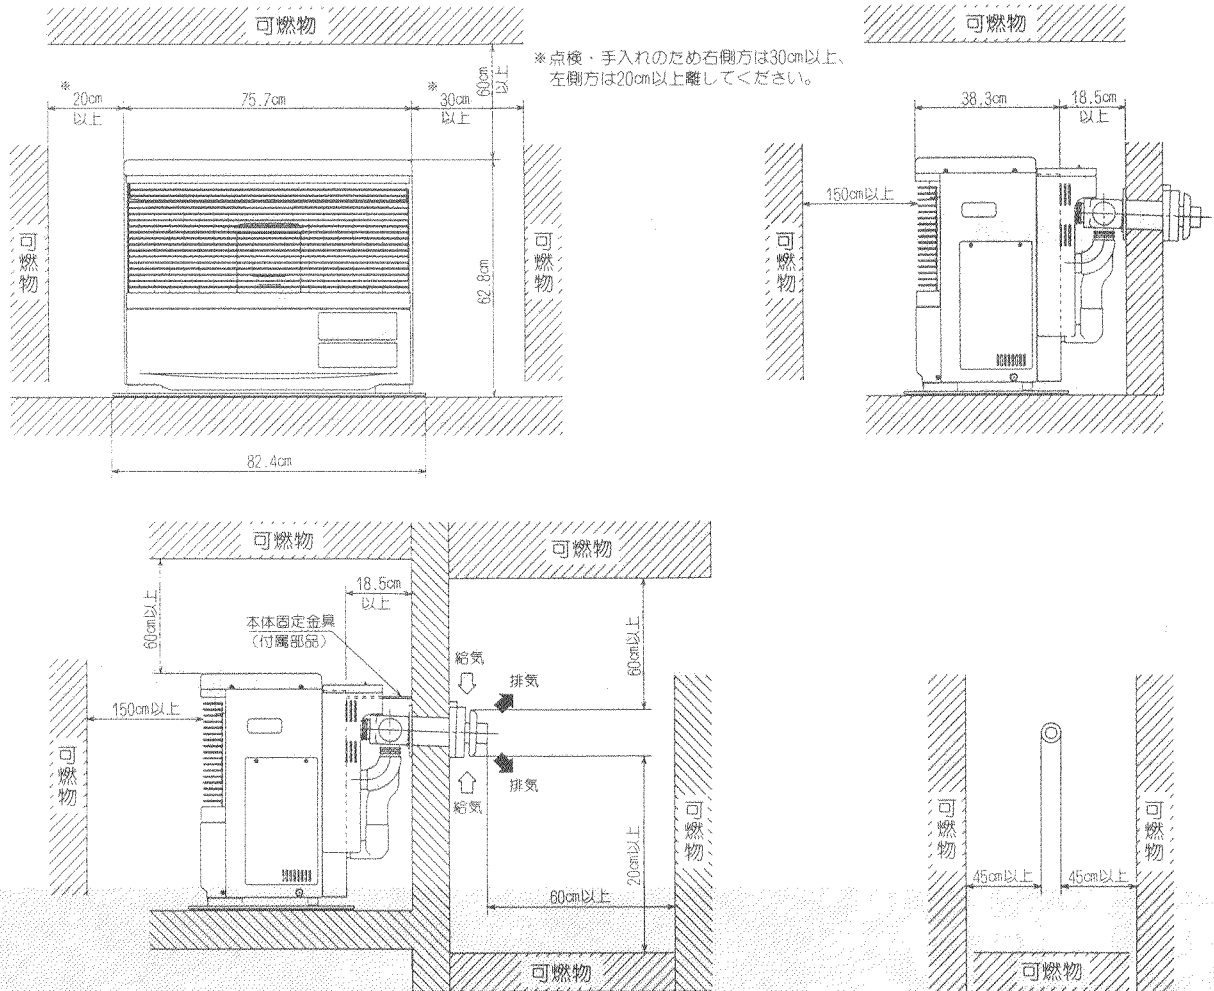 可燃物
※点検・手入れのため右側方は30cm以上、
左側方は20cm以上離してください。
60cm
以上
※
20cm
以上
75.7cm
※
30cm
以上
可燃物
可燃物
62.8cm
82.4cm
可燃物
38.3cm
18.5cm
以上
150cm以上
可燃物
可燃物
可燃物
18.5cm
以上
60cm以上
本体固定金具
(付属部品)
給気
排気
60cm以上
150cm以上
可燃物
排気
給気
20cm以上
可燃物
60cm以上
可燃物
可燃物
可燃物
45cm以上
45cm以上
可燃物